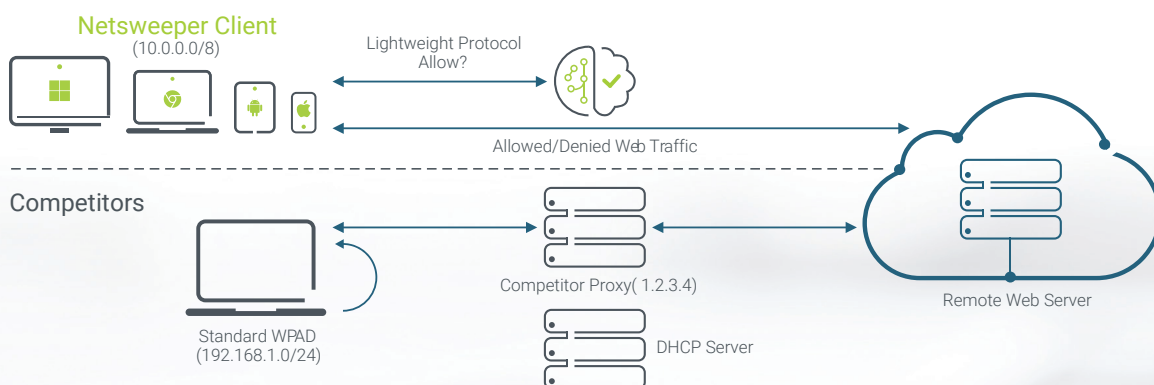 Netsweeper Client
(10.0.0.0/8)
Lightweight Protocol
Allow?
Allowed/Denied Web Traffic
Competitors
Competitor Proxy( 1.2.3.4)
Remote Web Server
Standard WPAD
(192.168.1.0/24)
DHCP Server